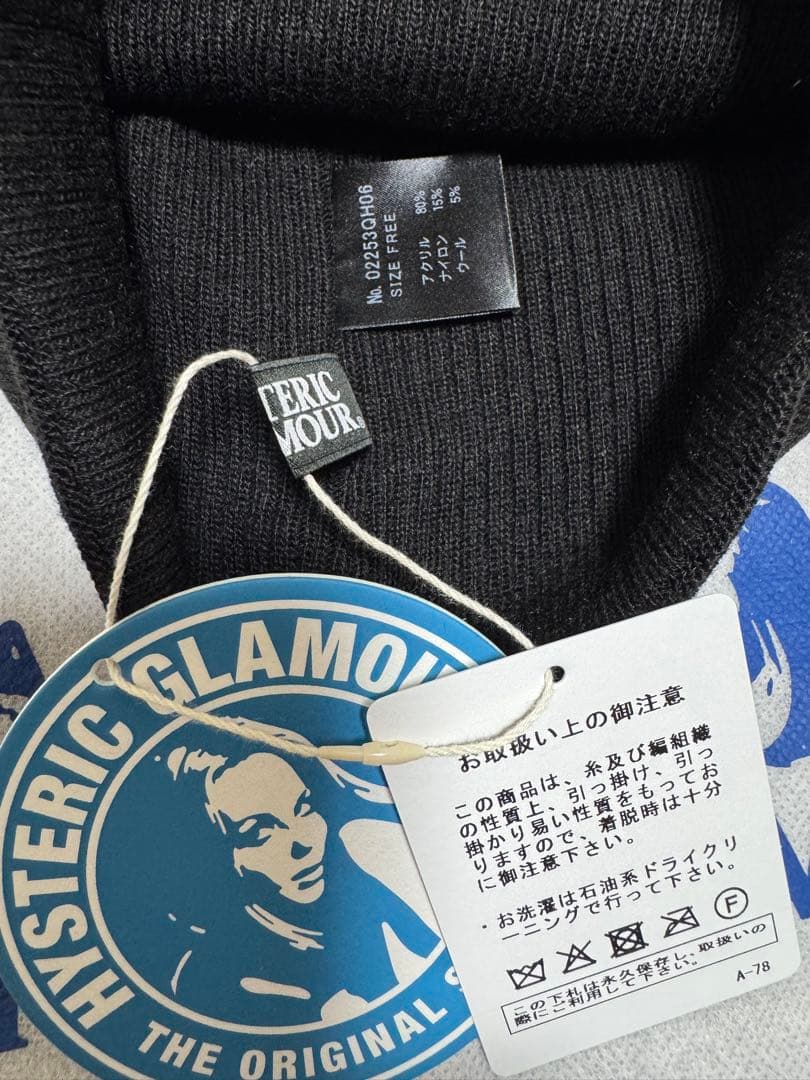 No. 02253QH06
SIZE FREE
アクリル 80%
ナイロン 15%
ウール 5%
TERIC
MOUR®
HYSTERIC GLAMOU
THE ORIGINAL S
お取扱い上の御注意
この商品は、糸及び編組織
の性質上、引っ掛け、引っ
掛かり易い性質をもってお
りますので、着脱時は十分
に御注意下さい。
・お洗濯は石油系ドライクリ
ーニングで行って下さい。
F
この下札は永久保存し、取扱いの
際にご利用して下さい。
A-78